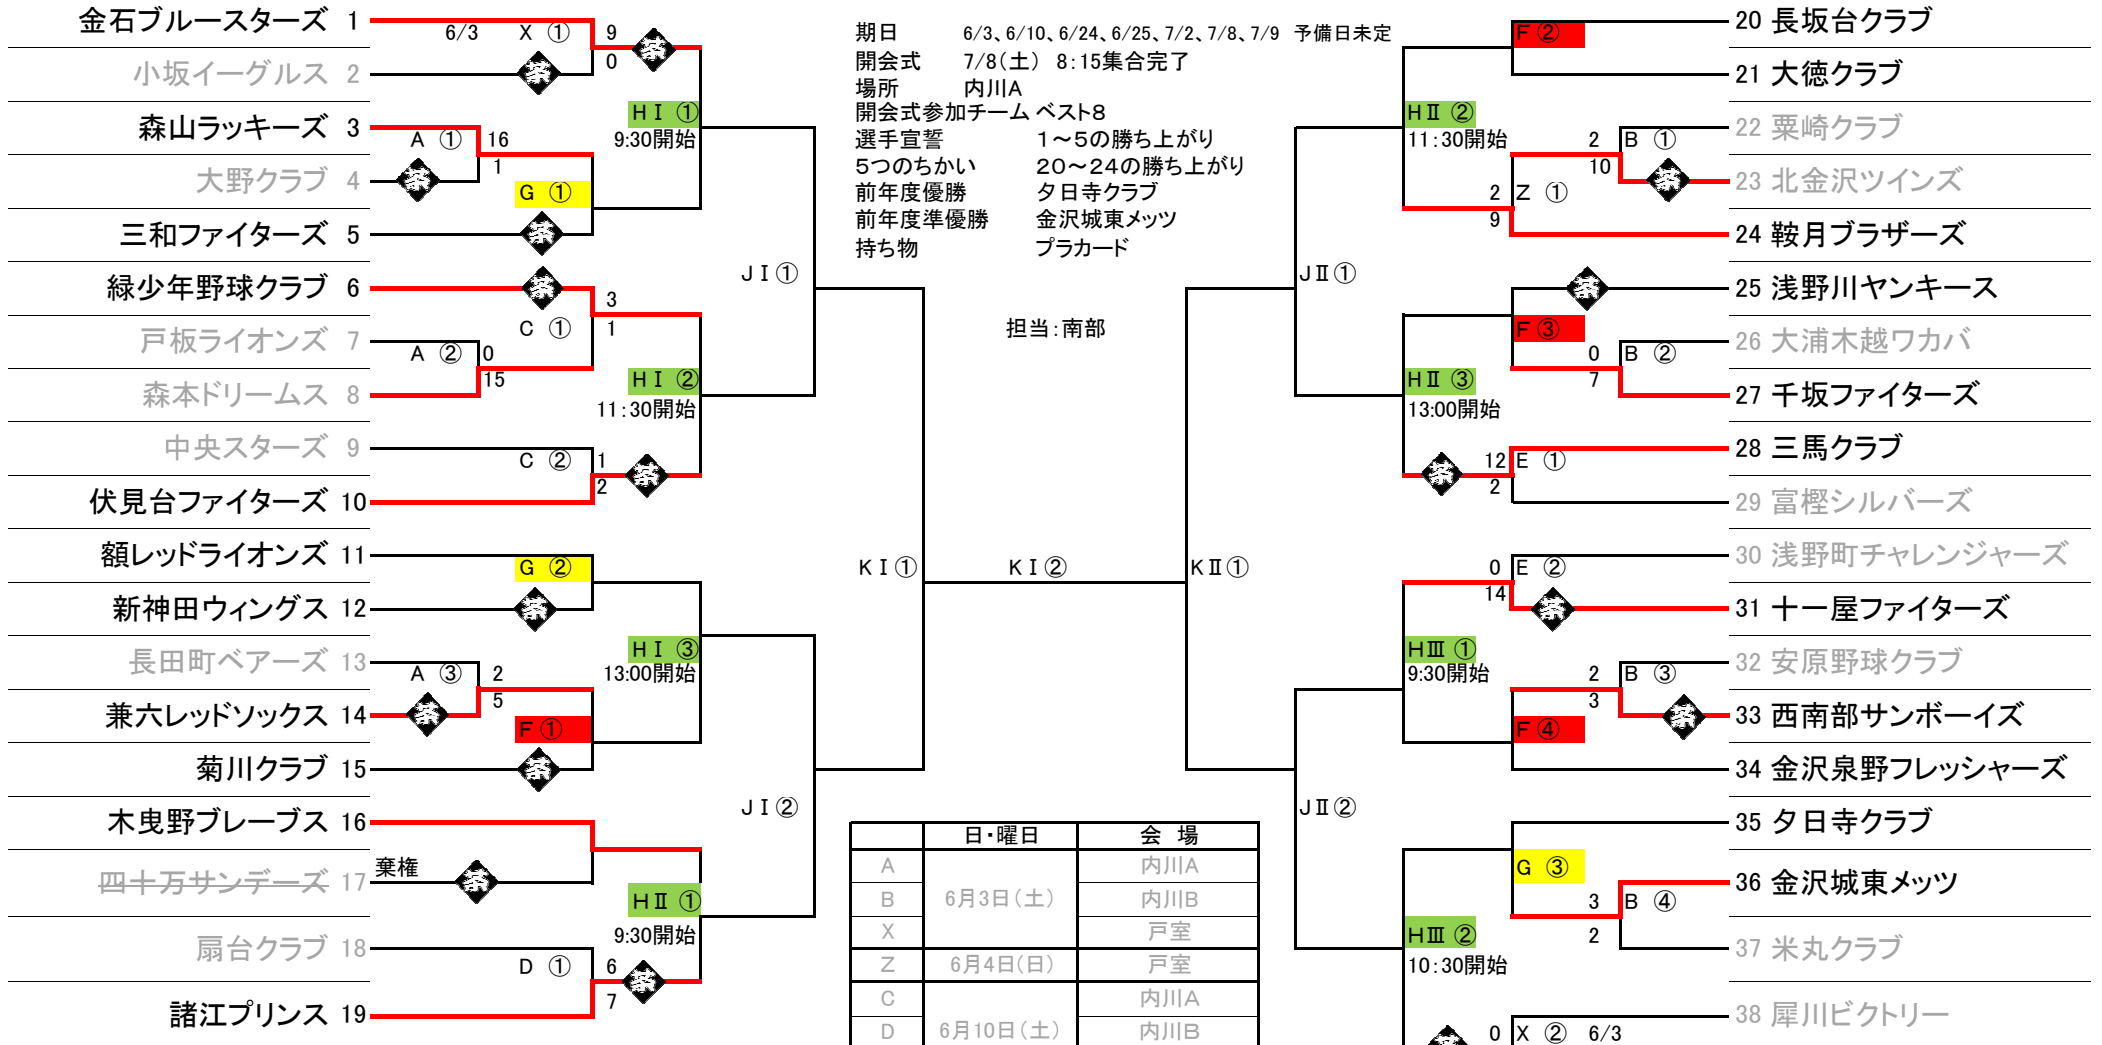 金石ブルースターズ 1
6/3 X ① 9
0
小坂イーグルス 2
森山ラッキーズ 3
A ① 16
1
大野クラブ 4
G ①
三和ファイターズ 5
HⅠ ①
9:30開始
緑少年野球クラブ 6
3
C ① 1
戸板ライオンズ 7
A ② 0
15
森本ドリームス 8
HⅠ ②
11:30開始
中央スターズ 9
C ② 1
2
伏見台ファイターズ 10
JⅠ①
額レッドライオンズ 11
G ②
新神田ウィングス 12
長田町ベアーズ 13
A ③ 2
5
兼六レッドソックス 14
F ①
菊川クラブ 15
HⅠ ③
13:00開始
木曳野ブレーブス 16
棄権
四十万サンデーズ 17
HⅡ ①
9:30開始
扇台クラブ 18
D ① 6
7
諸江プリンス 19
JⅠ②
KⅠ①
KⅠ②
KⅡ①
期日 6/3、6/10、6/24、6/25、7/2、7/8、7/9 予備日未定
開会式 7/8(土) 8:15集合完了
場所 内川A
開会式参加チーム ベスト8
選手宣誓 1～5の勝ち上がり
5つのちかい 20～24の勝ち上がり
前年度優勝 夕日寺クラブ
前年度準優勝 金沢城東メッツ
持ち物 プラカード
担当:南部
日・曜日 会 場
A 内川A
B 6月3日(土) 内川B
X 戸室
Z 6月4日(日) 戸室
C 内川A
D 6月10日(土) 内川B
F ② 20 長坂台クラブ
21 大徳クラブ
HⅡ ②
11:30開始
22 粟崎クラブ
2 B ①
10
23 北金沢ツインズ
2 Z ①
9
24 鞍月ブラザーズ
JⅡ①
25 浅野川ヤンキース
F ③
26 大浦木越ワカバ
0 B ②
7
27 千坂ファイターズ
HⅡ ③
13:00開始
28 三馬クラブ
12 E ①
2
29 富樫シルバーズ
30 浅野町チャレンジャーズ
0 E ②
14
31 十一屋ファイターズ
HⅢ ①
9:30開始
32 安原野球クラブ
2 B ③
3
33 西南部サンボーイズ
F ④
34 金沢泉野フレッシャーズ
JⅡ②
35 夕日寺クラブ
G ③
36 金沢城東メッツ
3 B ④
2
37 米丸クラブ
HⅢ ②
10:30開始
38 犀川ビクトリー
0 X ② 6/3